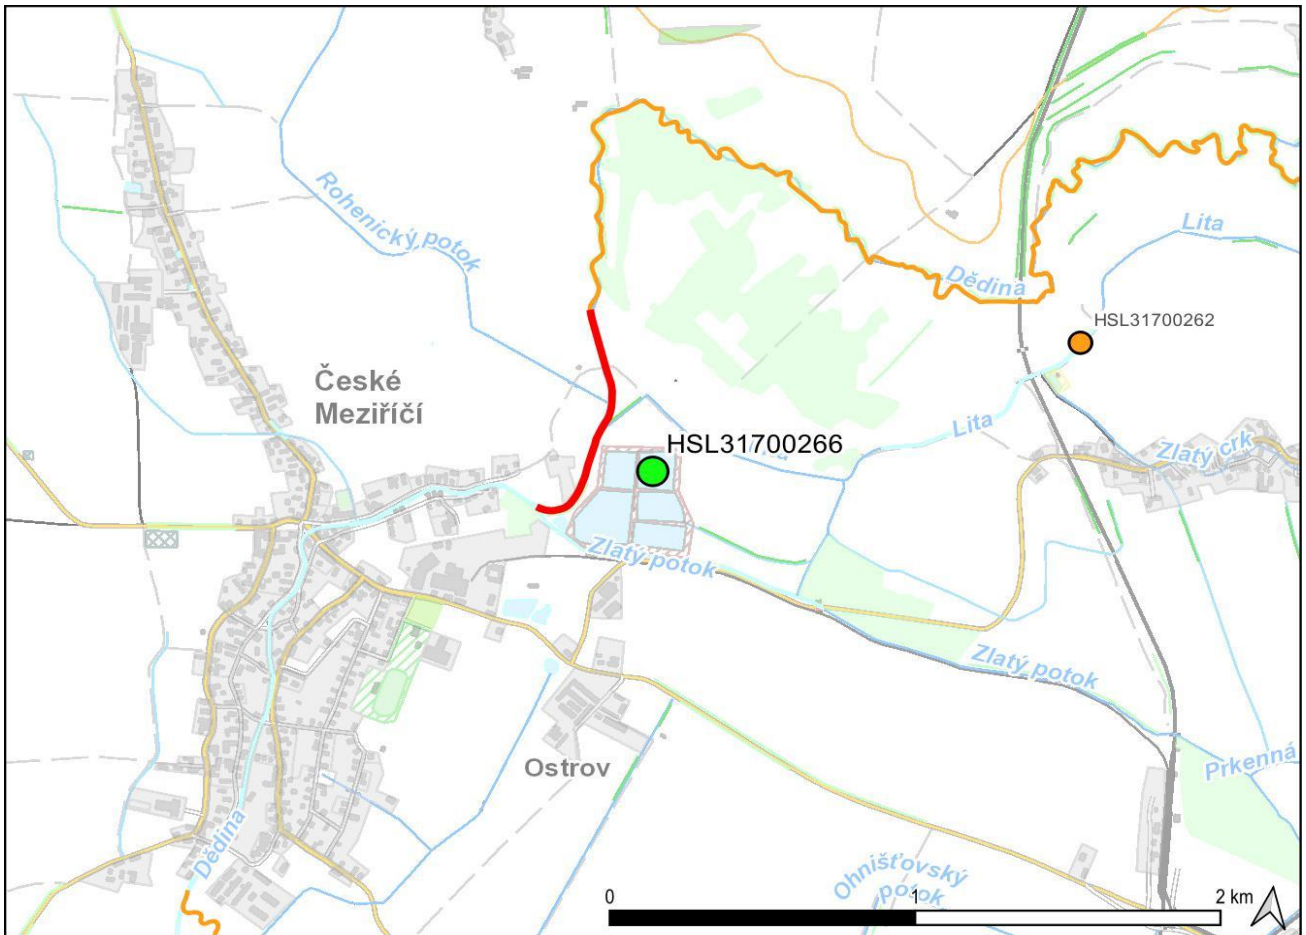 Rohenický potok
Lita
Dědina
HSL31700262
České
Meziříčí
HSL31700266
Lita
Zlatý crk
Zlatý potok
Zlatý potok
Prkenná
Ostrov
Dědina
Ohnišťovský
potok
0
1
2 km